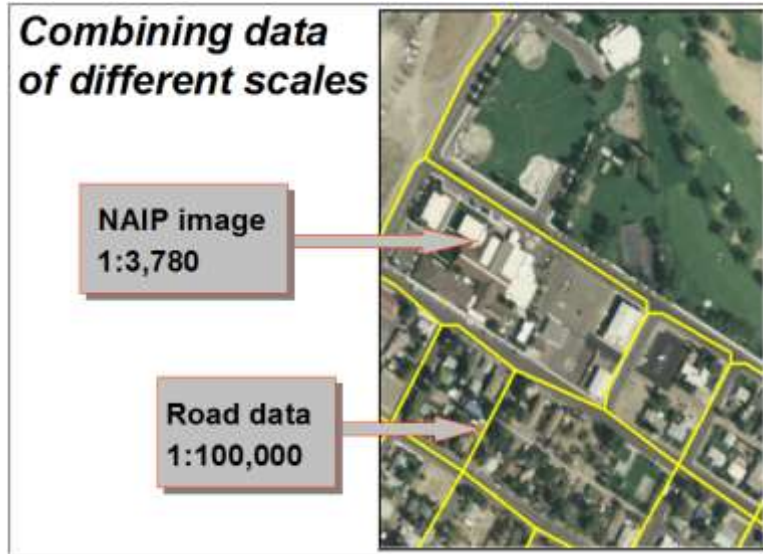 Combining data
of different scales
NAIP image
1:3,780
Road data
1:100,000